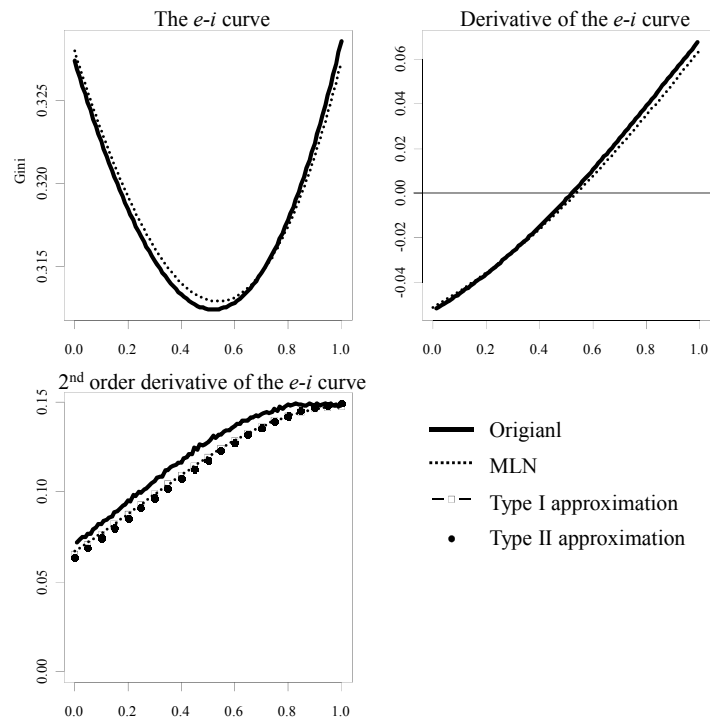 The e-i curve
Gini
0.325
0.320
0.315
0.0 0.2 0.4 0.6 0.8 1.0
Derivative of the e-i curve
0.06
0.04
0.02
0.00
-0.02
-0.04
0.0 0.2 0.4 0.6 0.8 1.0
2nd order derivative of the e-i curve
0.15
0.10
0.05
0.00
0.0 0.2 0.4 0.6 0.8 1.0
Origianl
MLN
Type I approximation
Type II approximation